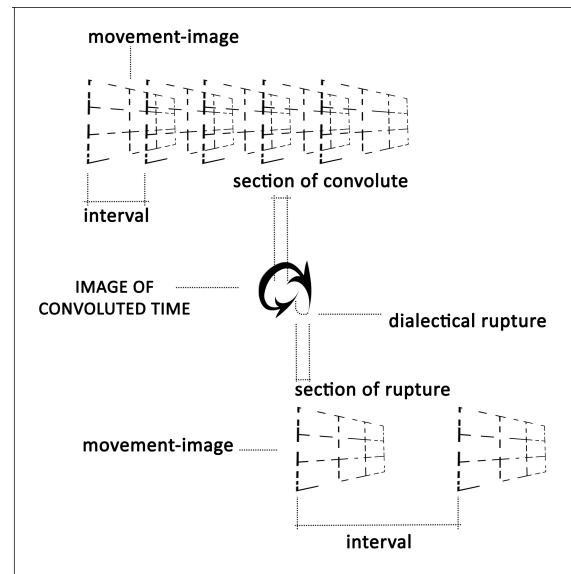 movement-image
section of convolute
interval
IMAGE OF
CONVOLUTED TIME
dialectical rupture
section of rupture
movement-image
interval